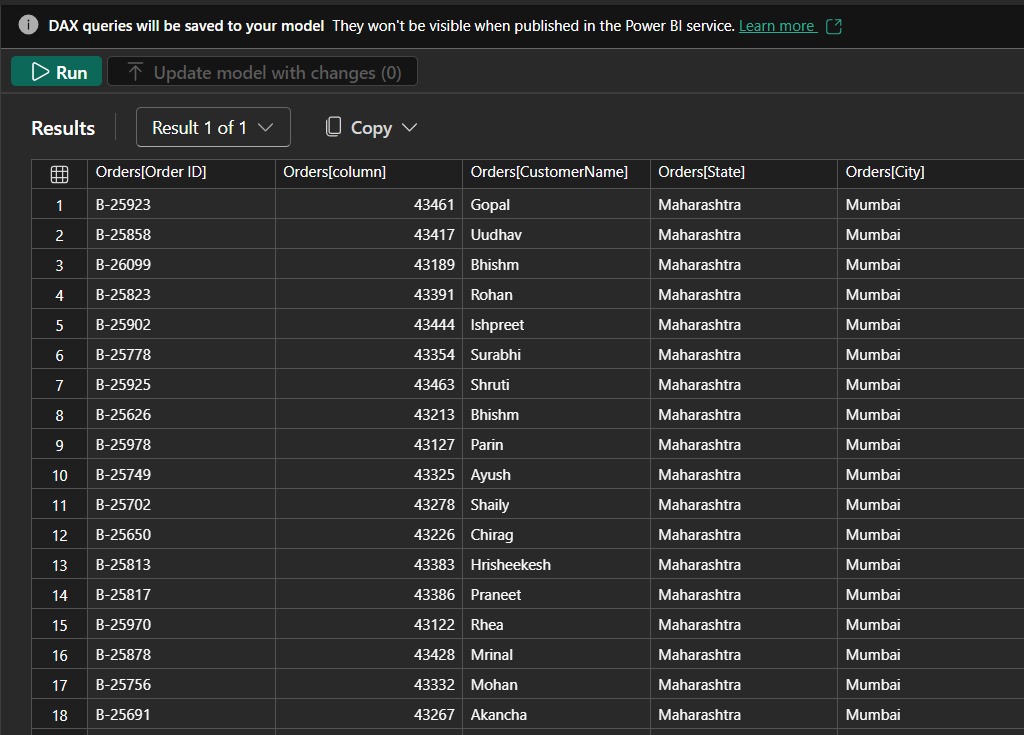 DAX queries will be saved to your model They won't be visible when published in the Power BI service. Learn more
Run Update model with changes (0)
Results Result 1 of 1 Copy
Orders[Order ID] Orders[column] Orders[CustomerName] Orders[State] Orders[City]
1 B-25923 43461 Gopal Maharashtra Mumbai
2 B-25858 43417 Uudhav Maharashtra Mumbai
3 B-26099 43189 Bhishm Maharashtra Mumbai
4 B-25823 43391 Rohan Maharashtra Mumbai
5 B-25902 43444 Ishpreet Maharashtra Mumbai
6 B-25778 43354 Surabhi Maharashtra Mumbai
7 B-25925 43463 Shruti Maharashtra Mumbai
8 B-25626 43213 Bhishm Maharashtra Mumbai
9 B-25978 43127 Parin Maharashtra Mumbai
10 B-25749 43325 Ayush Maharashtra Mumbai
11 B-25702 43278 Shaily Maharashtra Mumbai
12 B-25650 43226 Chirag Maharashtra Mumbai
13 B-25813 43383 Hrisheekesh Maharashtra Mumbai
14 B-25817 43386 Praneet Maharashtra Mumbai
15 B-25970 43122 Rhea Maharashtra Mumbai
16 B-25878 43428 Mrinal Maharashtra Mumbai
17 B-25756 43332 Mohan Maharashtra Mumbai
18 B-25691 43267 Akancha Maharashtra Mumbai